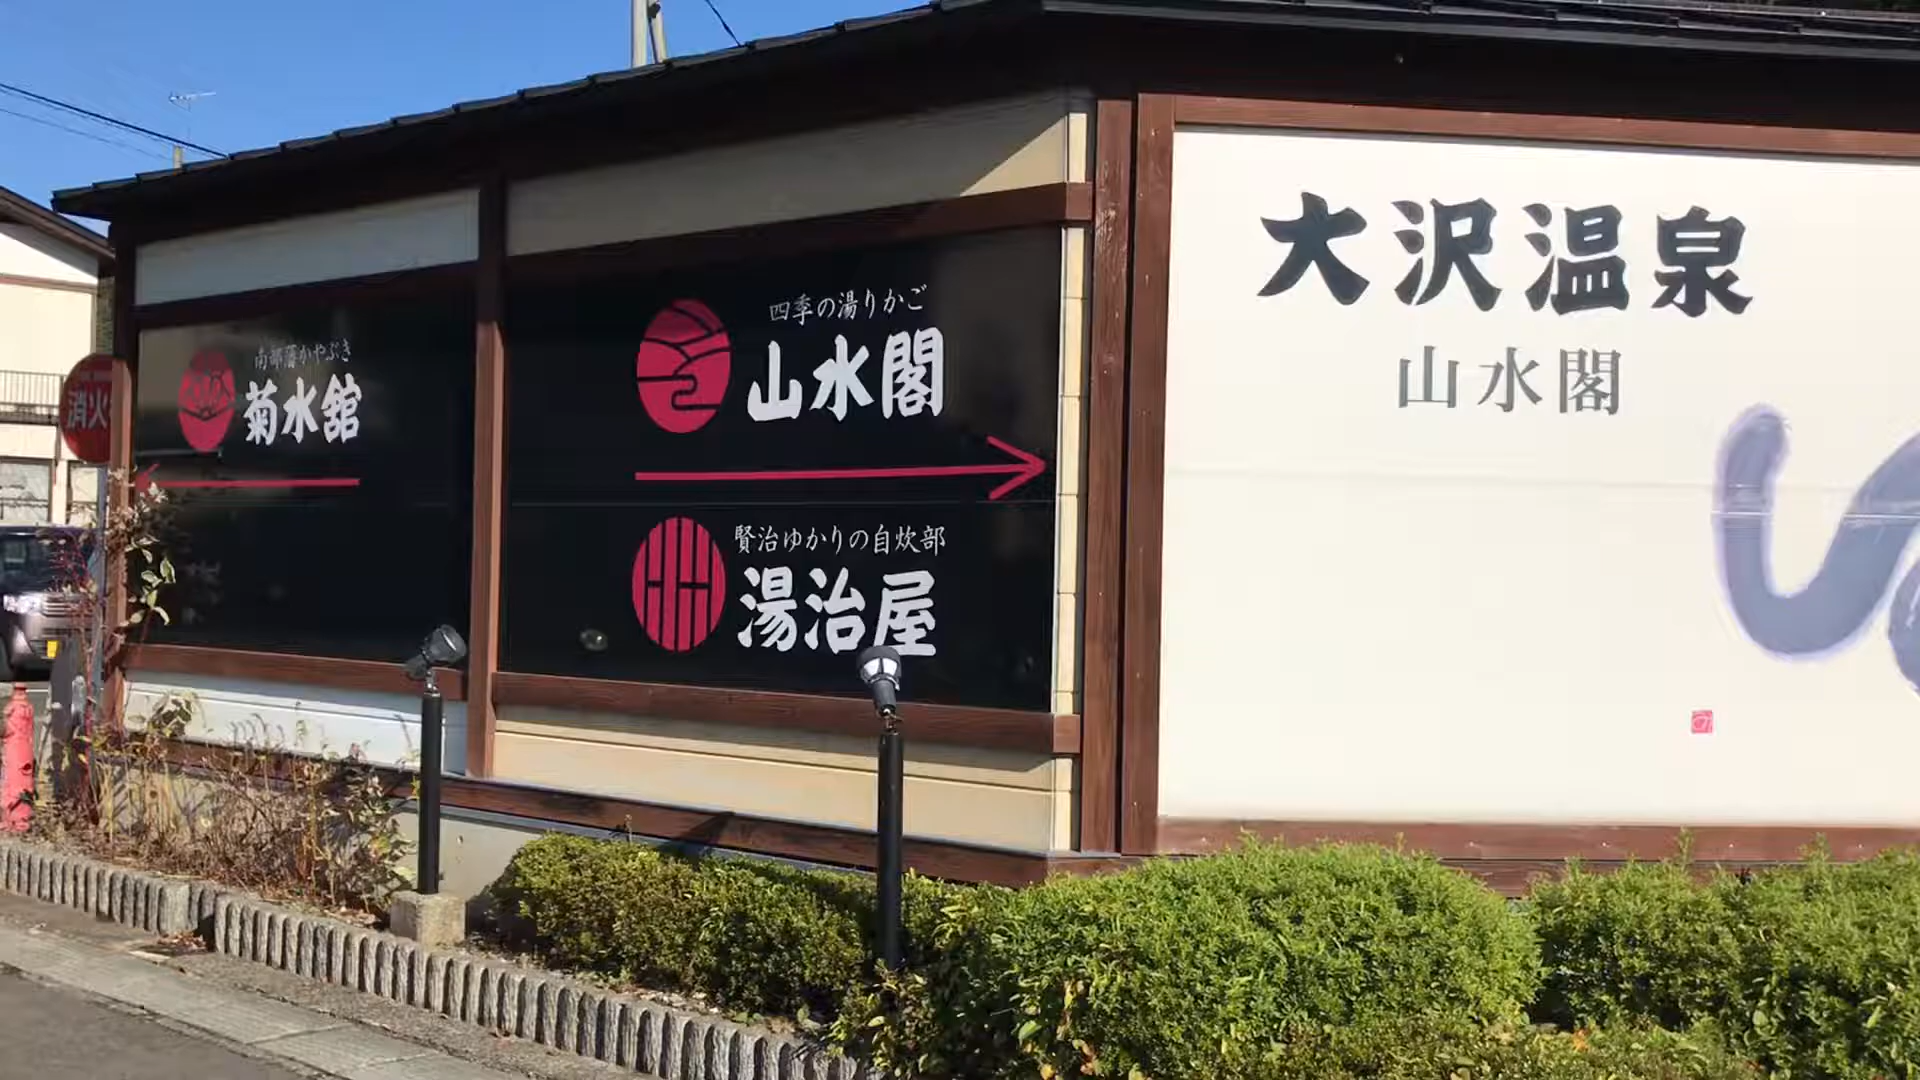 南部藩かやぶき
菊水館
四季の湯りかご
山水閣
賢治ゆかりの自炊部
湯治屋
大沢温泉
山水閣
消火